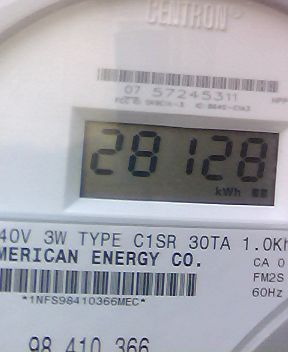 CENTRON®
07 57245311
28128
kWh
40V 3W TYPE C1SR 30TA 1.0Kh
MERICAN ENERGY CO.
CA 0
FM2S
60Hz
*1NFS98410366MEC*
98 410 366